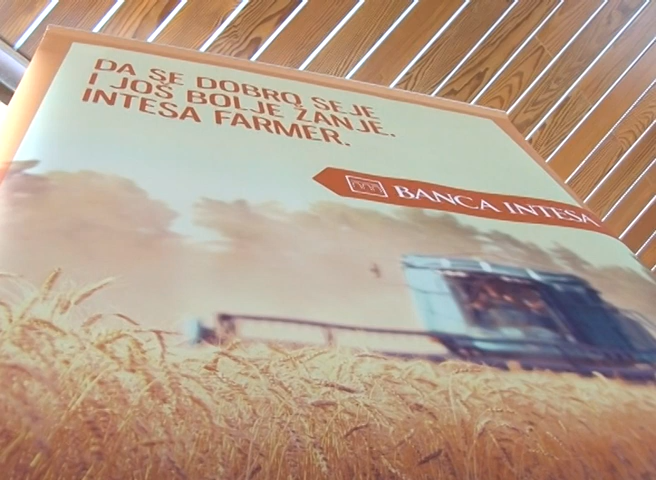 DA SE DOBRO SEJE
I JOŠ BOLJE ŽANJE.
INTESA FARMER.
BANCA INTESA